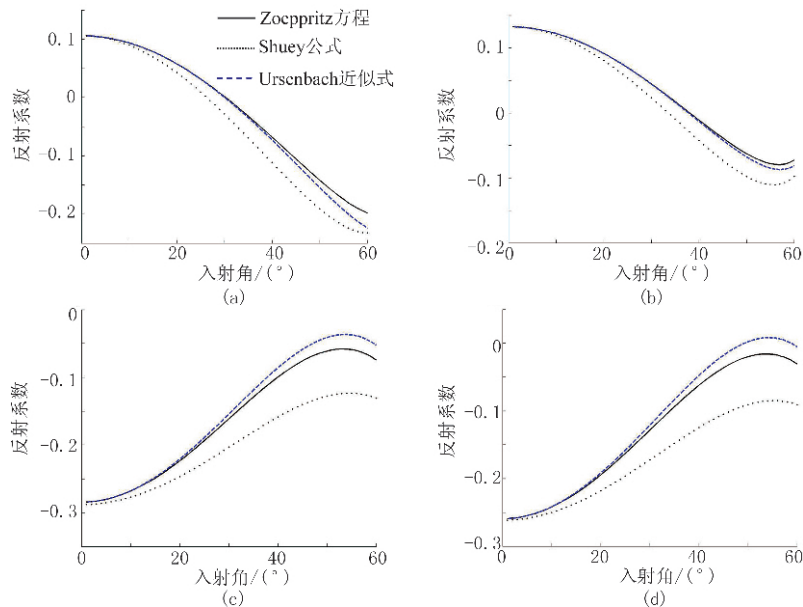 Zoeppritz方程
Shuey公式
Ursenbach近似式
反射系数
0.1
0
-0.1
-0.2
0 20 40 60
入射角/(°)
(a)
反射系数
0.1
0
-0.1
-0.2
0 20 40 60
入射角/(°)
(b)
反射系数
0
-0.1
-0.2
-0.3
0 20 40 60
入射角/(°)
(c)
反射系数
0
-0.1
-0.2
-0.3
0 20 40 60
入射角/(°)
(d)